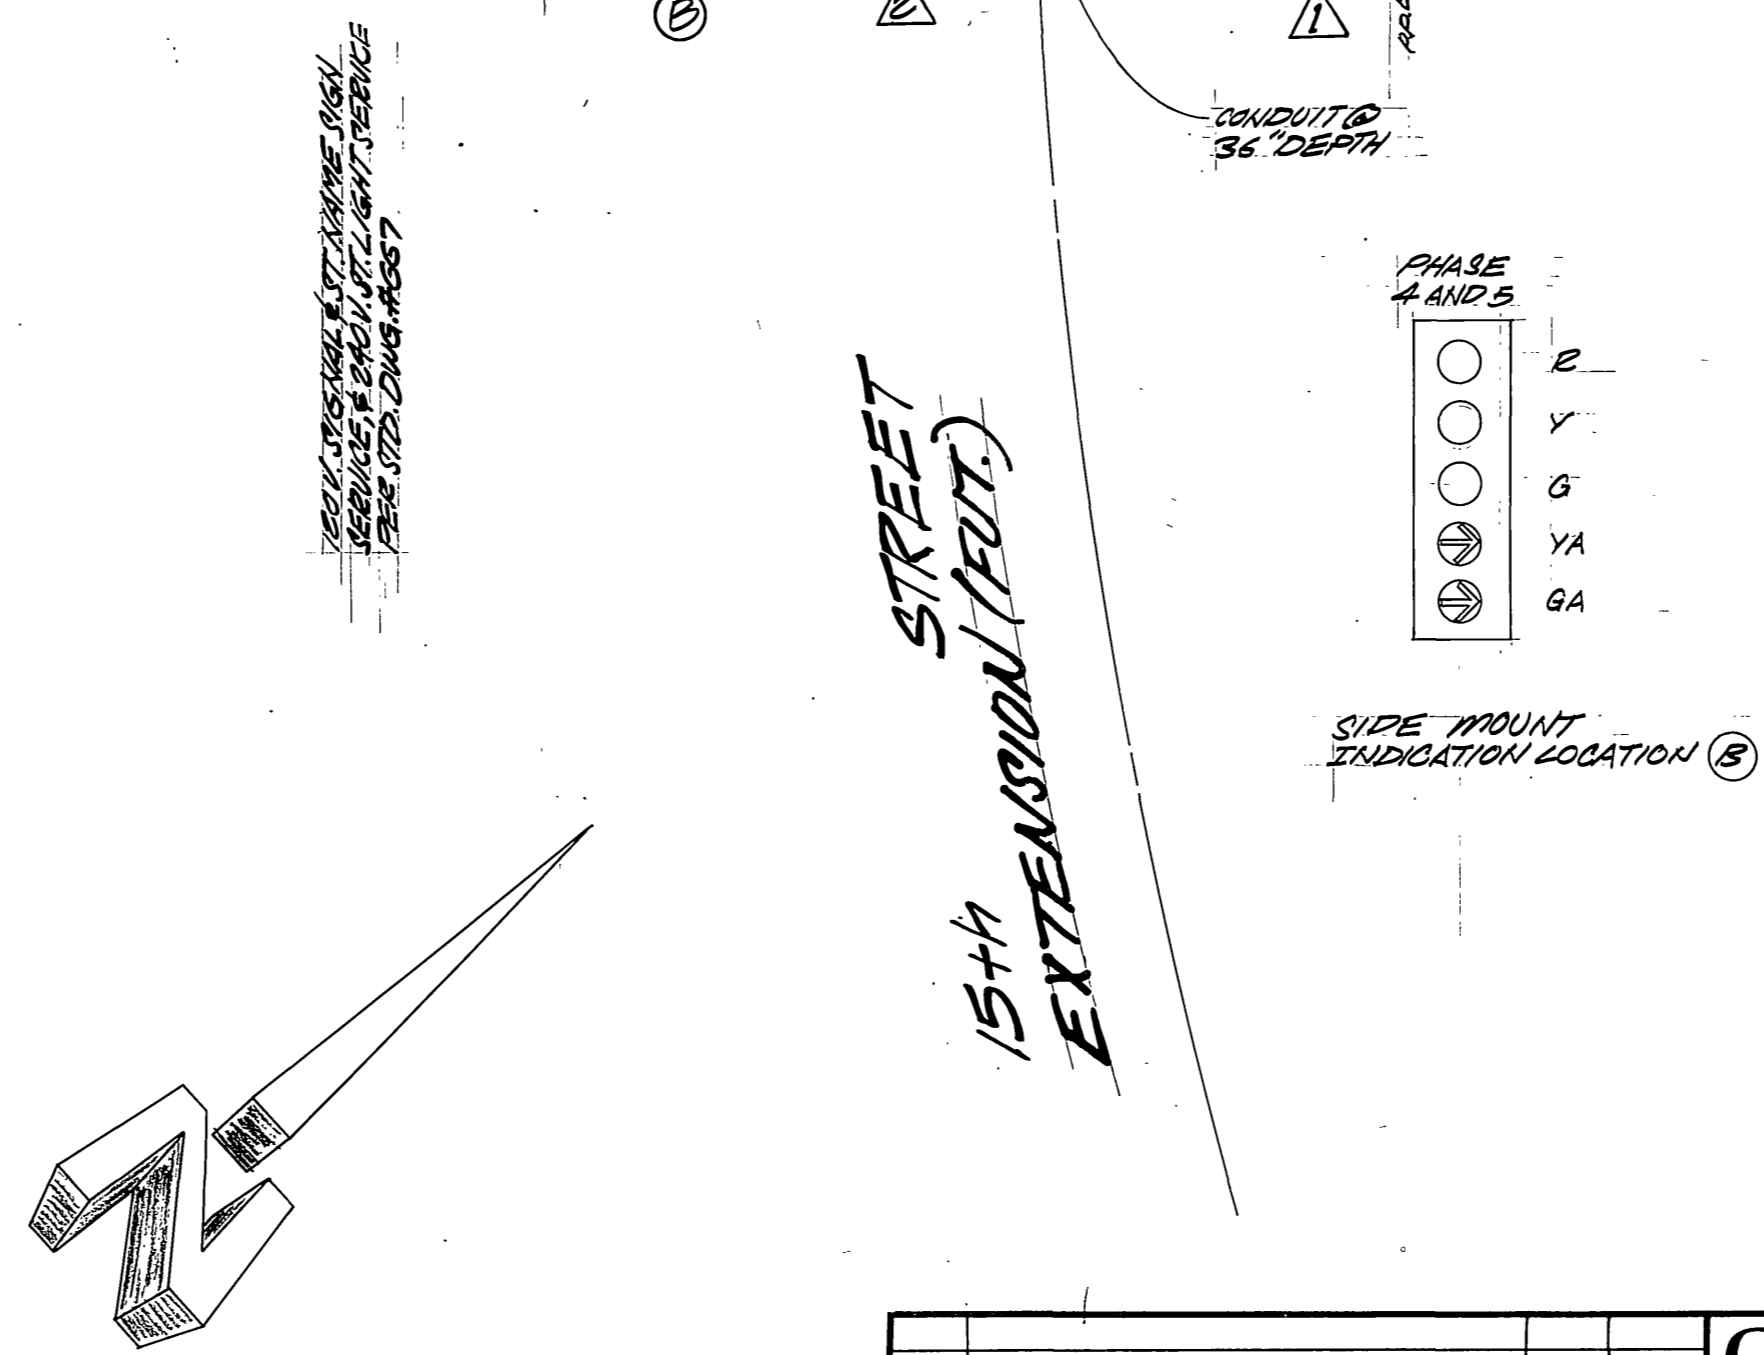 B
2
1
CONDUIT @
36" DEPTH
120V. SIGNAL & ST. NAME SIGN
SERVICE, & 240V. ST. LIGHT SERVICE
PER STD. DWG. #G67
PHASE
4 AND 5
R
Y
G
YA
GA
SIDE MOUNT
INDICATION LOCATION B
15th STREET
EXTENSION (FUT.)
N